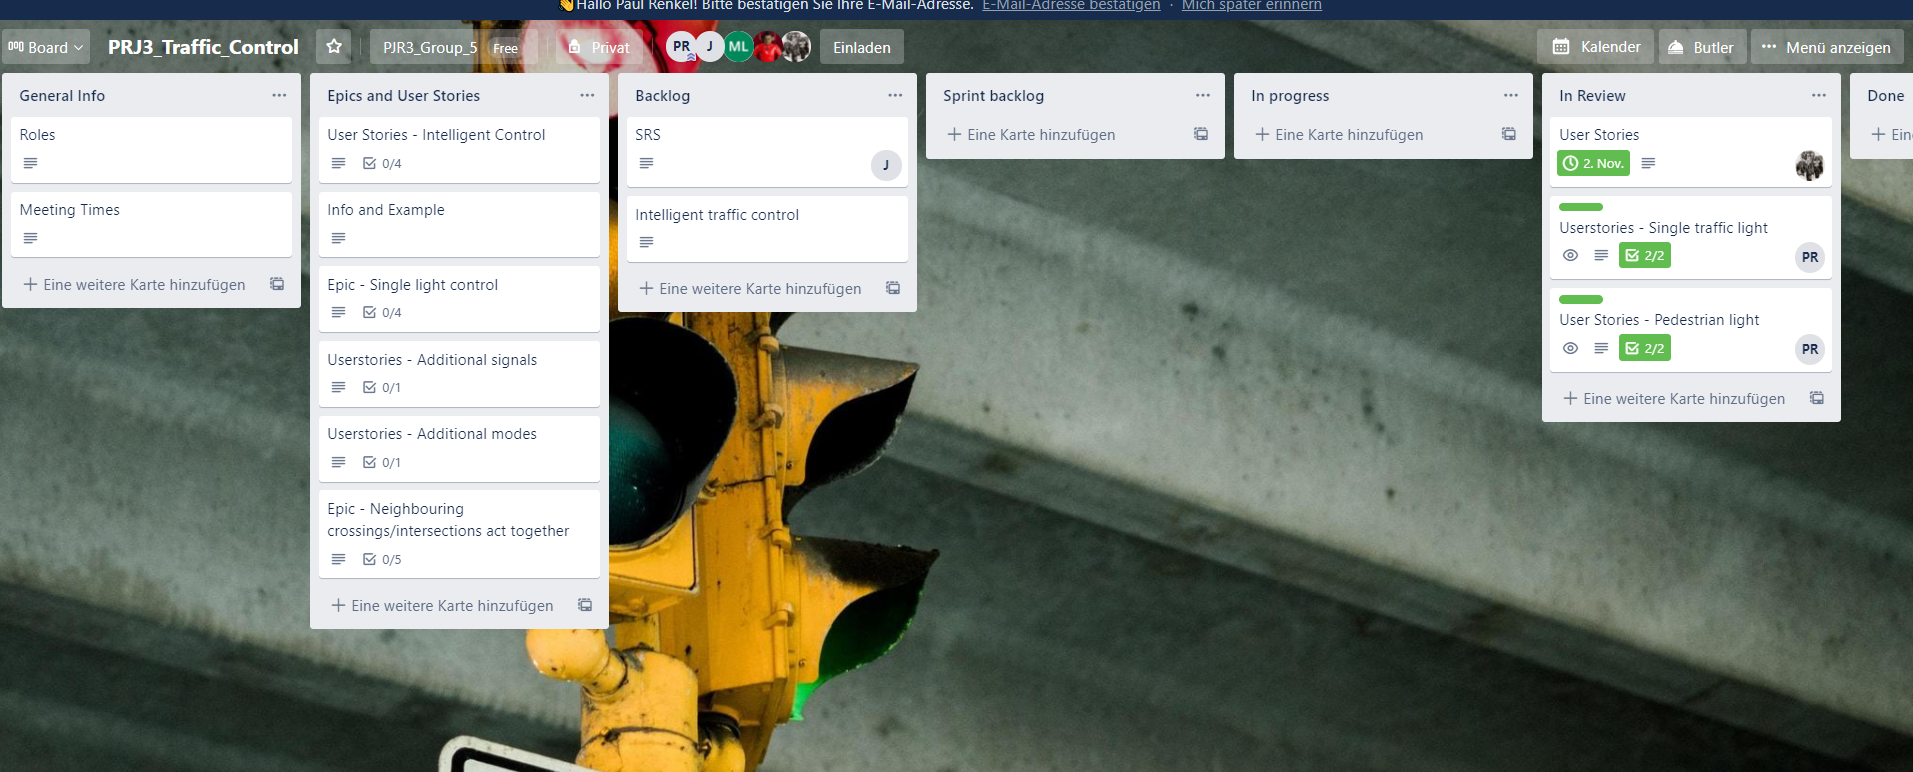 Hallo Paul Renkel! Bitte bestätigen Sie Ihre E-Mail-Adresse. E-Mail-Adresse bestätigen · Mich später erinnern
Board PRJ3_Traffic_Control PJR3_Group_5 Free Privat PR J ML Einladen Kalender Butler Menü anzeigen
General Info
Roles
Meeting Times
Eine weitere Karte hinzufügen
Epics and User Stories
User Stories - Intelligent Control
0/4
Info and Example
Epic - Single light control
0/4
Userstories - Additional signals
0/1
Userstories - Additional modes
0/1
Epic - Neighbouring
crossings/intersections act together
0/5
Eine weitere Karte hinzufügen
Backlog
SRS
J
Intelligent traffic control
Eine weitere Karte hinzufügen
Sprint backlog
Eine Karte hinzufügen
In progress
Eine Karte hinzufügen
In Review
User Stories
2. Nov.
Userstories - Single traffic light
2/2 PR
User Stories - Pedestrian light
2/2 PR
Eine weitere Karte hinzufügen
Done
Ein